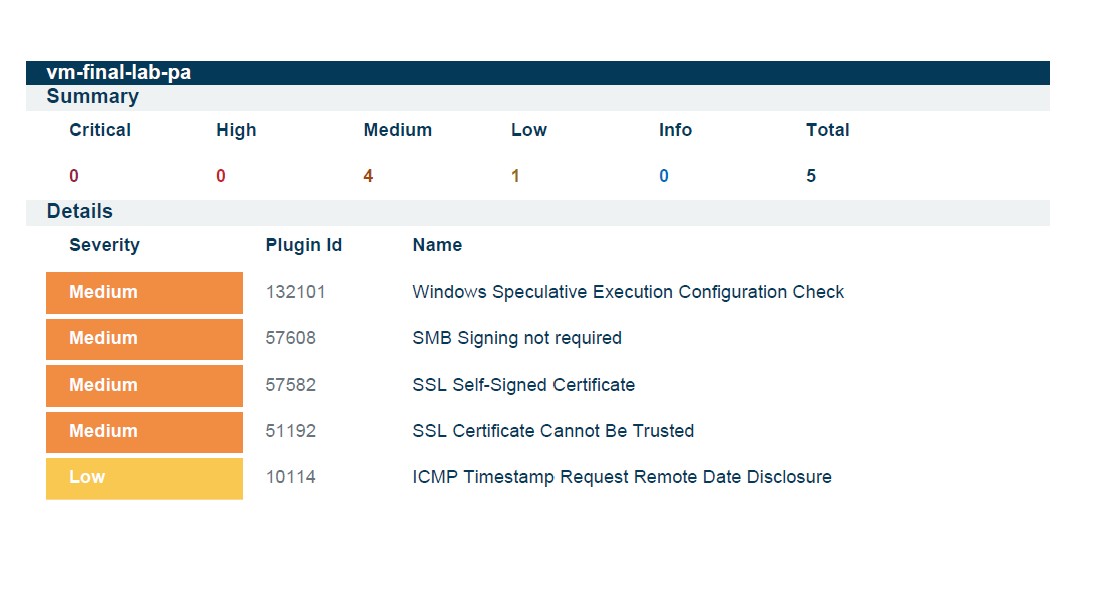 vm-final-lab-pa
Summary
Critical High Medium Low Info Total
0 0 4 1 0 5
Details
Severity Plugin Id Name
Medium 132101 Windows Speculative Execution Configuration Check
Medium 57608 SMB Signing not required
Medium 57582 SSL Self-Signed Certificate
Medium 51192 SSL Certificate Cannot Be Trusted
Low 10114 ICMP Timestamp Request Remote Date Disclosure